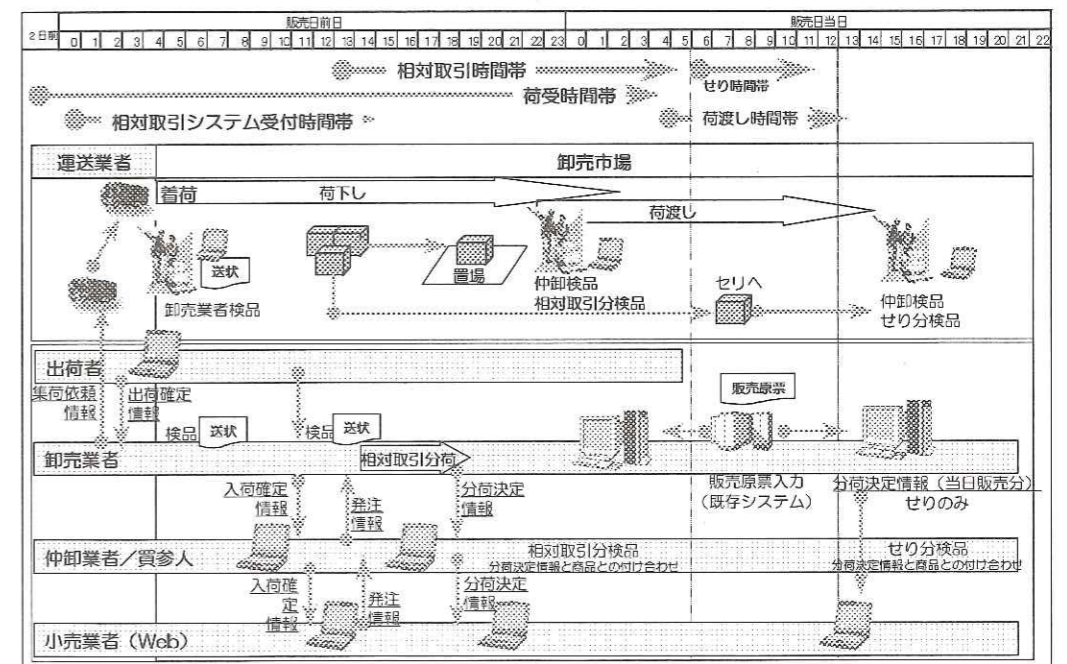 販売日前日
販売日当日
2日前 0 1 2 3 4 5 6 7 8 9 10 11 12 13 14 15 16 17 18 19 20 21 22 23 0 1 2 3 4 5 6 7 8 9 10 11 12 13 14 15 16 17 18 19 20 21 22
相対取引時間帯
せり時間帯
荷受時間帯
相対取引システム受付時間帯
荷渡し時間帯
運送業者
卸売市場
着荷
荷下し
荷渡し
送状
置場
卸売業者検品
仲卸検品
相対取引分検品
セリへ
仲卸検品
せり分検品
出荷者
集荷依頼
情報
出荷確定
情報
検品
送状
検品
送状
販売原票
卸売業者
相対取引分荷
販売原票入力
(既存システム)
分荷決定情報(当日販売分)
せりのみ
入荷確定
情報
発注
情報
分荷決定
情報
仲卸業者/買参人
相対取引分検品
分荷決定情報と商品との付け合わせ
せり分検品
分荷決定情報と商品との付け合わせ
入荷確
定
情報
発注
情報
分荷決定
情報
小売業者(Web)